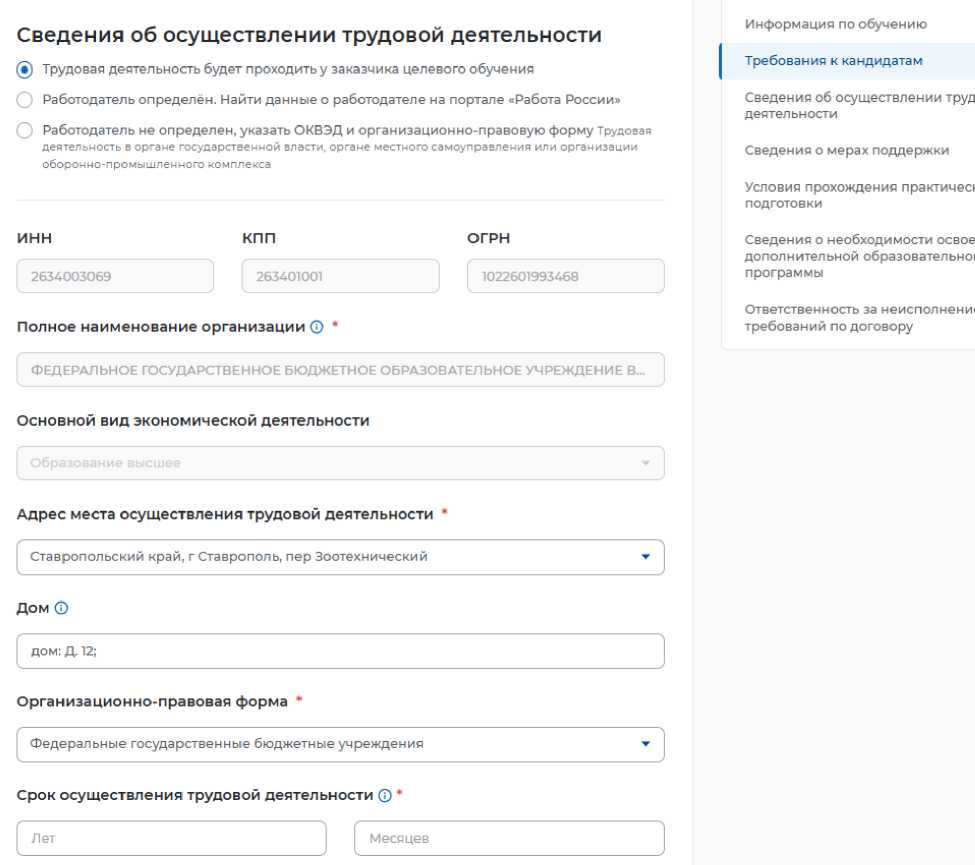 Сведения об осуществлении трудовой деятельности
Трудовая деятельность будет проходить у заказчика целевого обучения
Работодатель определён. Найти данные о работодателе на портале «Работа России»
Работодатель не определен, указать ОКВЭД и организационно-правовую форму Трудовая
деятельность в органе государственной власти, органе местного самоуправления или организации
оборонно-промышленного комплекса
ИНН КПП ОГРН
2634003069 263401001 1022601993468
Полное наименование организации *
ФЕДЕРАЛЬНОЕ ГОСУДАРСТВЕННОЕ БЮДЖЕТНОЕ ОБРАЗОВАТЕЛЬНОЕ УЧРЕЖДЕНИЕ В...
Основной вид экономической деятельности
Образование высшее
Адрес места осуществления трудовой деятельности *
Ставропольский край, г Ставрополь, пер Зоотехнический
Дом
дом: Д. 12;
Организационно-правовая форма *
Федеральные государственные бюджетные учреждения
Срок осуществления трудовой деятельности *
Лет Месяцев
Информация по обучению
Требования к кандидатам
Сведения об осуществлении труд
деятельности
Сведения о мерах поддержки
Условия прохождения практическ
подготовки
Сведения о необходимости освое
дополнительной образовательно
программы
Ответственность за неисполнени
требований по договору